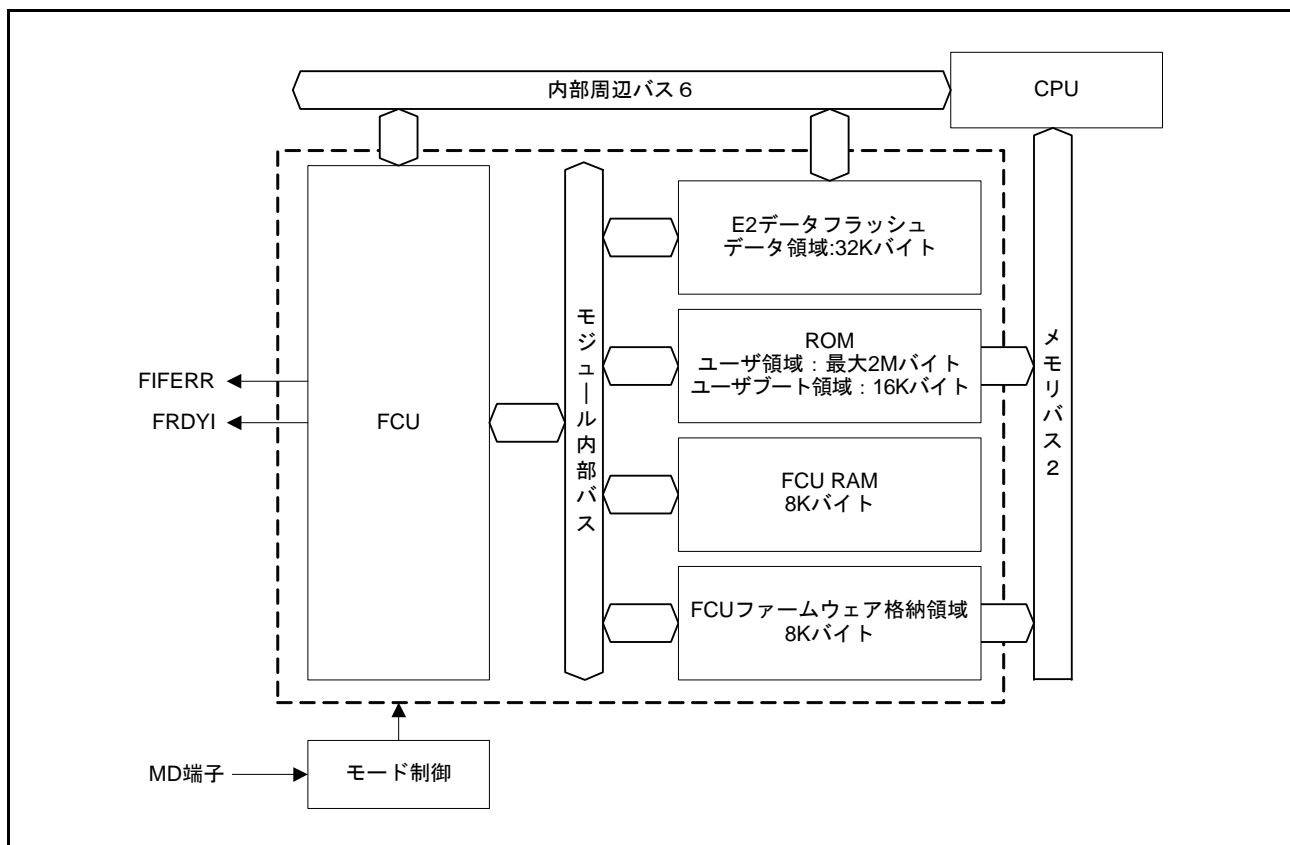 内部周辺バス６
CPU
E2データフラッシュ
データ領域:32Kバイト
ROM
ユーザ領域：最大2Mバイト
ユーザブート領域：16Kバイト
FIFERR
FRDYI
FCU
モジュール内部バス
メモリバス２
FCU RAM
8Kバイト
FCUファームウェア格納領域
8Kバイト
MD端子
モード制御